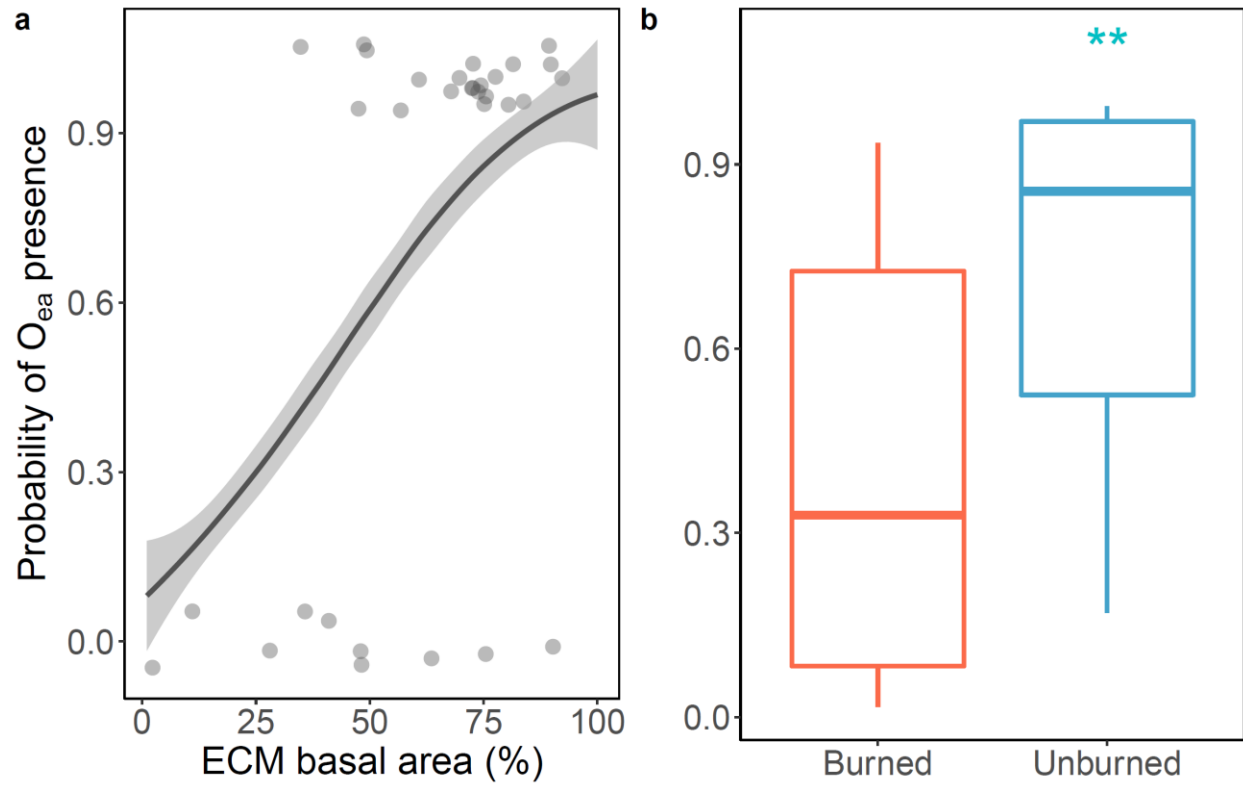 a
b
**
Probability of Oea presence
0.9
0.6
0.3
0.0
0 25 50 75 100
ECM basal area (%)
0.9
0.6
0.3
0.0
Burned Unburned